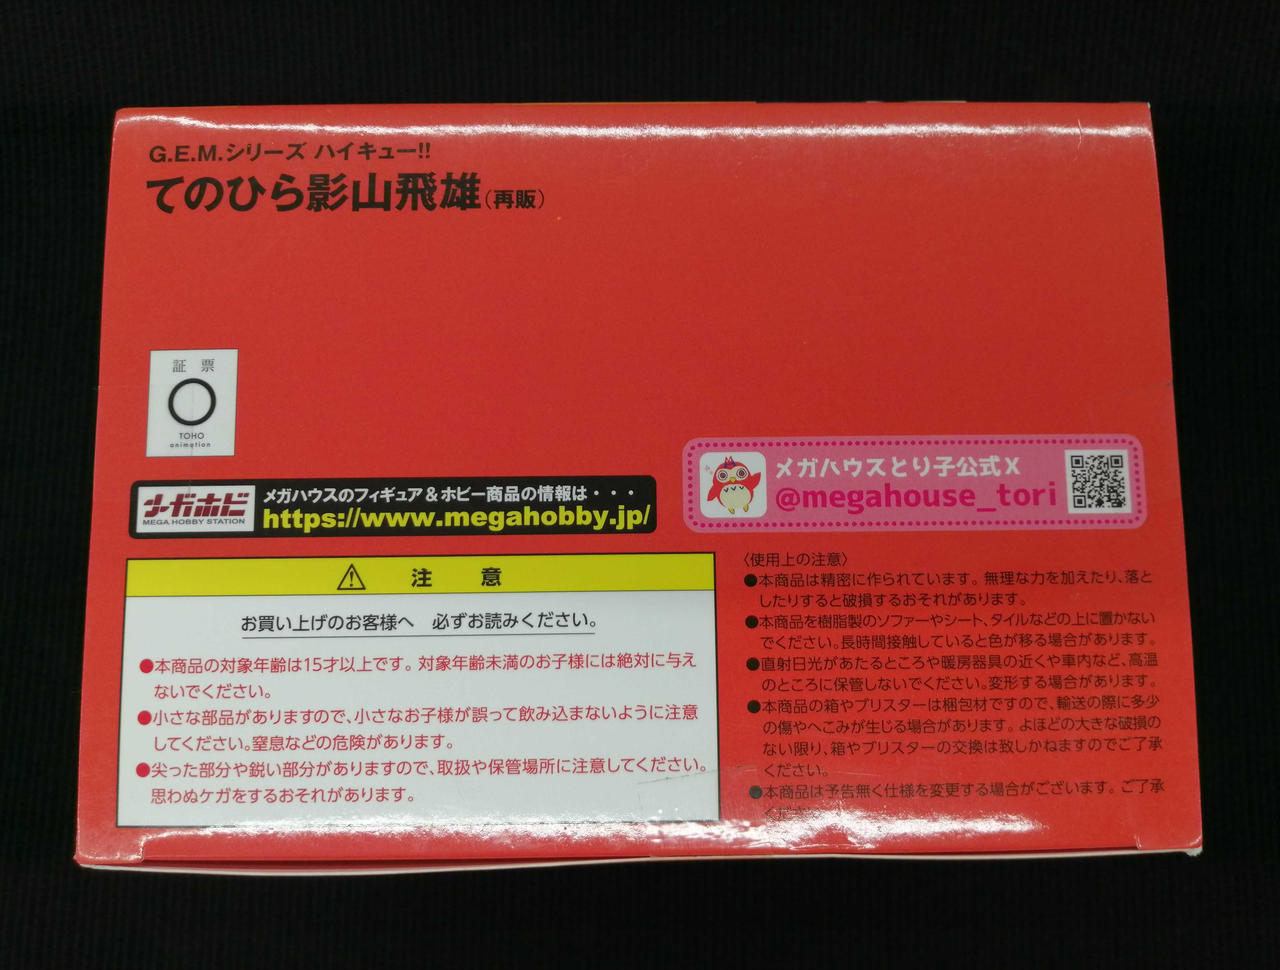 G.E.M.シリーズ ハイキュー!!
てのひら影山飛雄(再販)
証 票
TOHO
animation
メガホビ
MEGA HOBBY STATION
メガハウスのフィギュア&ホビー商品の情報は・・・
https://www.megahobby.jp/
メガハウスとり子公式X
@megahouse_tori
注 意
お買い上げのお客様へ 必ずお読みください。
●本商品の対象年齢は15才以上です。対象年齢未満のお子様には絶対に与え
ないでください。
●小さな部品がありますので、小さなお子様が誤って飲み込まないように注意
してください。窒息などの危険があります。
●尖った部分や鋭い部分がありますので、取扱や保管場所に注意してください。
思わぬケガをするおそれがあります。
〈使用上の注意〉
●本商品は精密に作られています。無理な力を加えたり、落と
したりすると破損するおそれがあります。
●本商品を樹脂製のソファーやシート、タイルなどの上に置かない
でください。長時間接触していると色が移る場合があります。
●直射日光があたるところや暖房器具の近くや車内など、高温
のところに保管しないでください。変形する場合があります。
●本商品の箱やブリスターは梱包材ですので、輸送の際に多少
の傷やへこみが生じる場合があります。よほどの大きな破損の
ない限り、箱やブリスターの交換は致しかねますのでご了承
ください。
●本商品は予告無く仕様を変更する場合がございます。ご了承
ください。